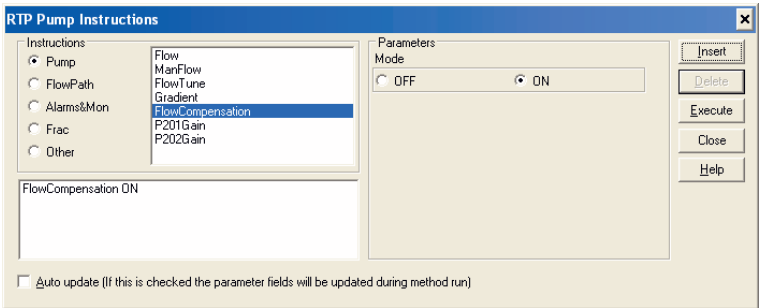 RTP Pump Instructions
Instructions
Pump
FlowPath
Alarms&Mon
Frac
Other
Flow
ManFlow
FlowTune
Gradient
FlowCompensation
P201Gain
P202Gain
Parameters
Mode
OFF ON
Insert
Delete
Execute
Close
Help
FlowCompensation ON
Auto update (If this is checked the parameter fields will be updated during method run)